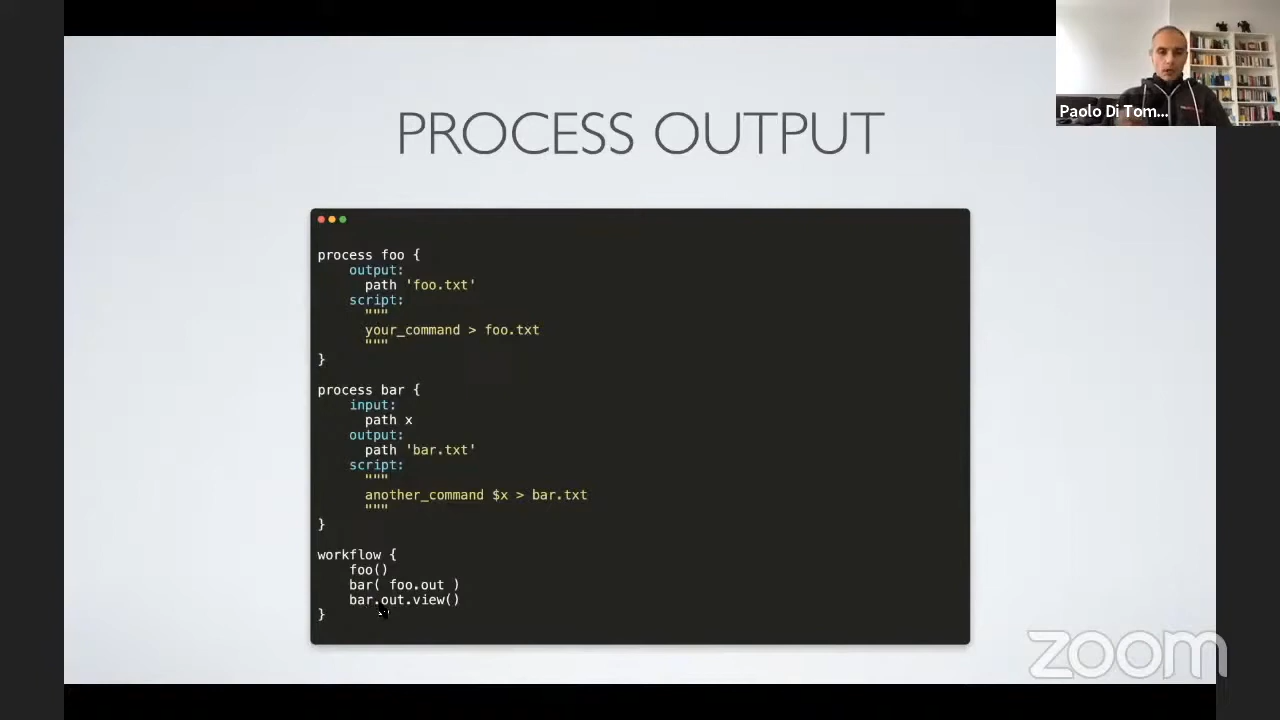 PROCESS OUTPUT
Paolo Di Tom...
process foo {
output:
path 'foo.txt'
script:
"""
your_command > foo.txt
"""
}
process bar {
input:
path x
output:
path 'bar.txt'
script:
"""
another_command $x > bar.txt
"""
}
workflow {
foo()
bar( foo.out )
bar.out.view()
}
zoom